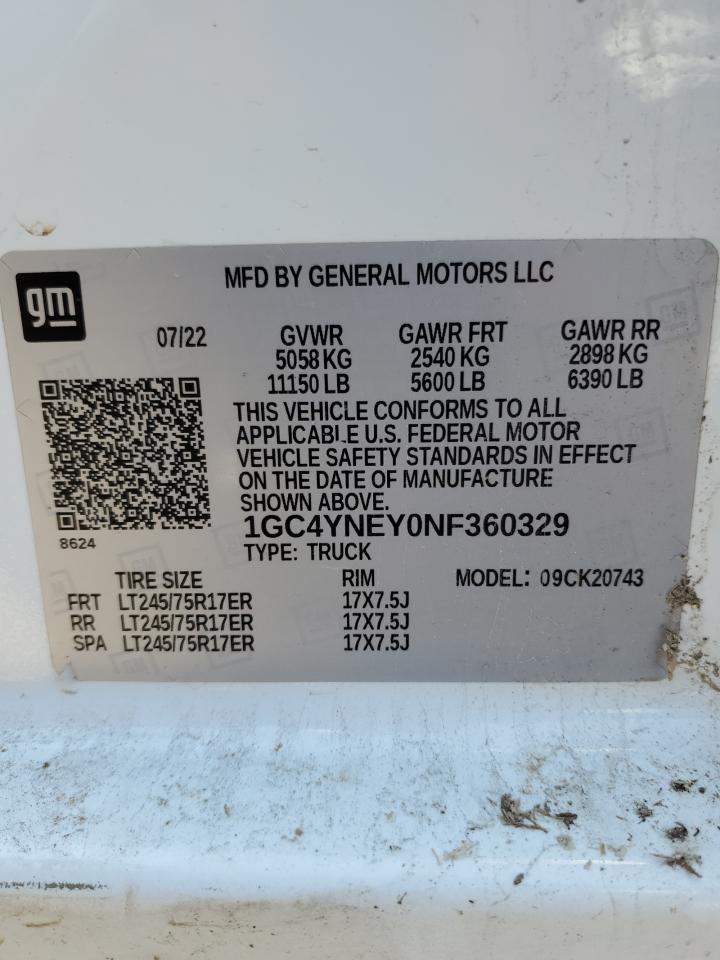 gm
MFD BY GENERAL MOTORS LLC
07/22 GVWR GAWR FRT GAWR RR
5058 KG 2540 KG 2898 KG
11150 LB 5600 LB 6390 LB
THIS VEHICLE CONFORMS TO ALL
APPLICABLE U.S. FEDERAL MOTOR
VEHICLE SAFETY STANDARDS IN EFFECT
ON THE DATE OF MANUFACTURE
SHOWN ABOVE.
1GC4YNEY0NF360329
8624
TYPE: TRUCK
TIRE SIZE RIM MODEL: 09CK20743
FRT LT245/75R17ER 17X7.5J
RR LT245/75R17ER 17X7.5J
SPA LT245/75R17ER 17X7.5J